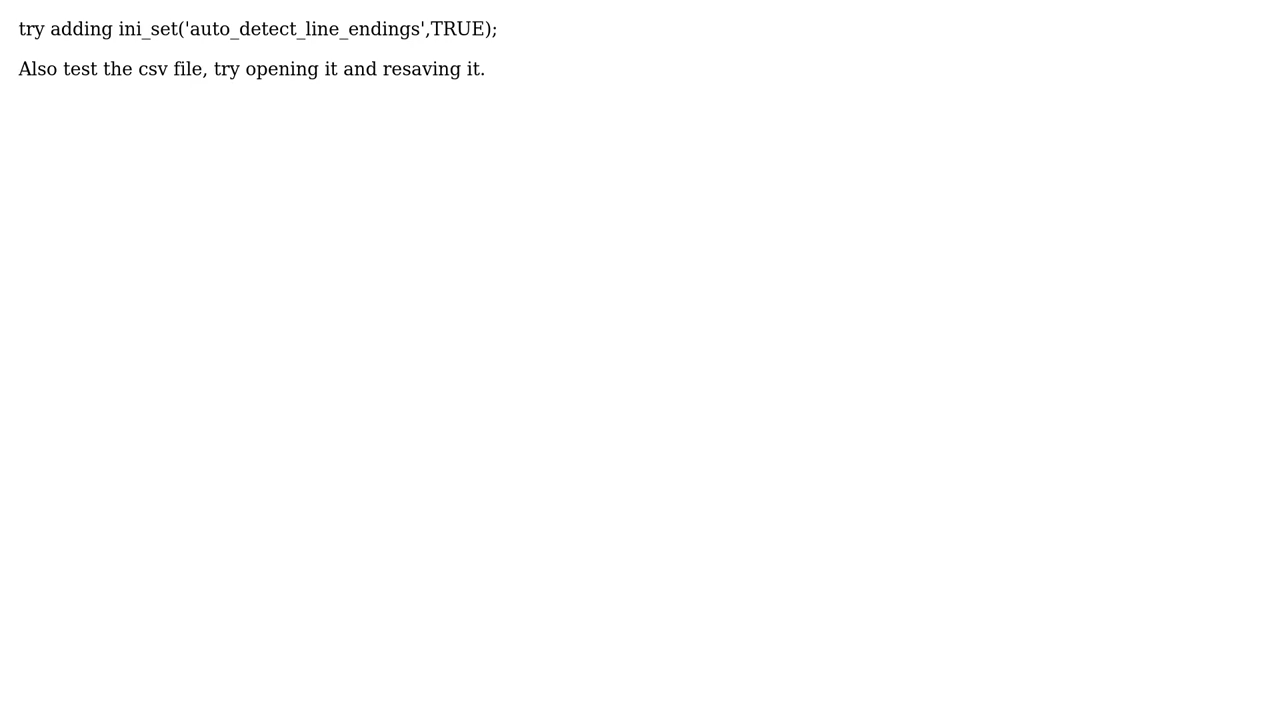 try adding ini_set('auto_detect_line_endings',TRUE);
Also test the csv file, try opening it and resaving it.